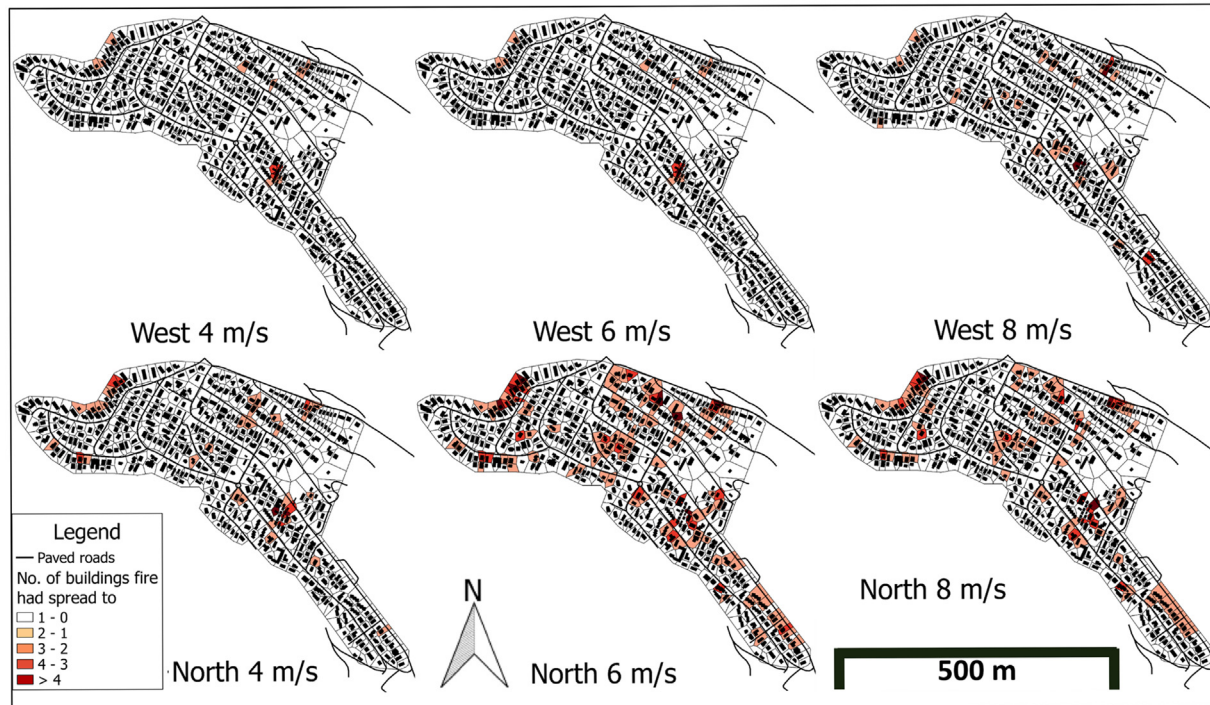 West 4 m/s
West 6 m/s
West 8 m/s
Legend
Paved roads
No. of buildings fire
had spread to
1 - 0
2 - 1
3 - 2
4 - 3
> 4
North 4 m/s
N
North 6 m/s
North 8 m/s
500 m